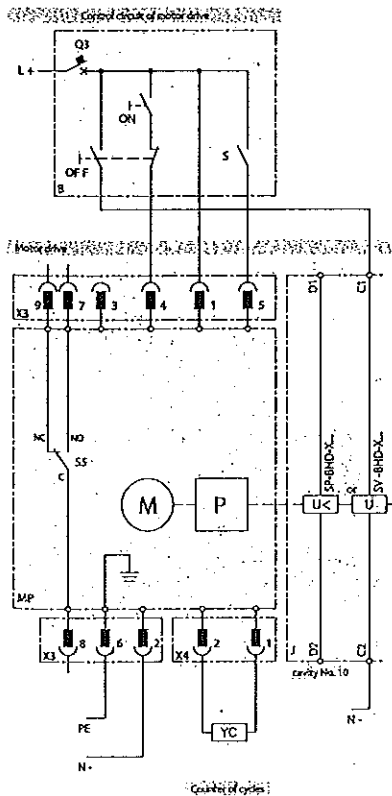 Control circuit of motor drive
Q3
L+
ON
OFF
S
B
Motor drive
X3
9 7 3 4 1 5
D1 C1
NC NO
S5
C
M P
SP-BHD-X...
or
SV-BHD-X...
U< U
MP
X3 8 6 2
X4 2 1
J D2 C2
cavity No. 10
PE
YC
N-
N-
Counter of cycles